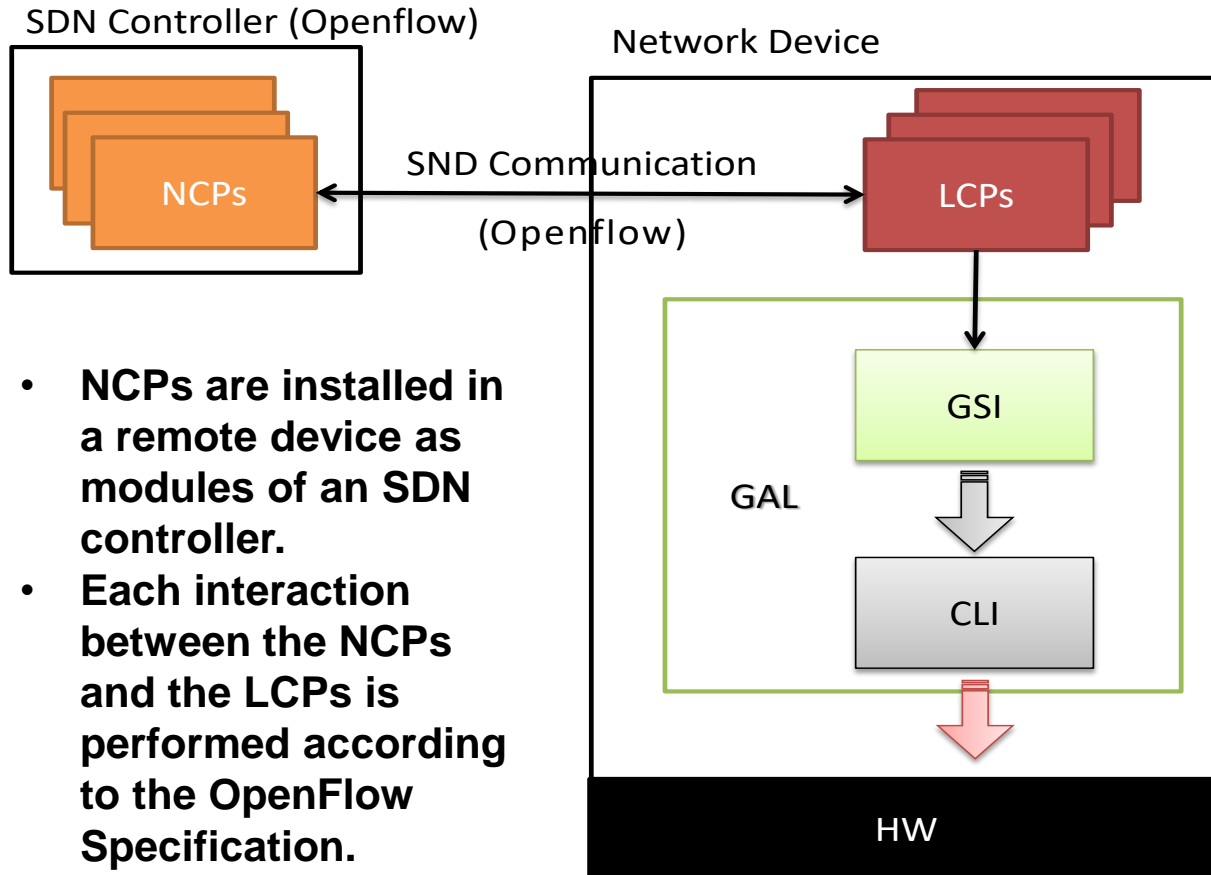 SDN Controller (Openflow)
Network Device
NCPs
SND Communication
(Openflow)
LCPs
GSI
GAL
CLI
HW
• NCPs are installed in
a remote device as
modules of an SDN
controller.
• Each interaction
between the NCPs
and the LCPs is
performed according
to the OpenFlow
Specification.